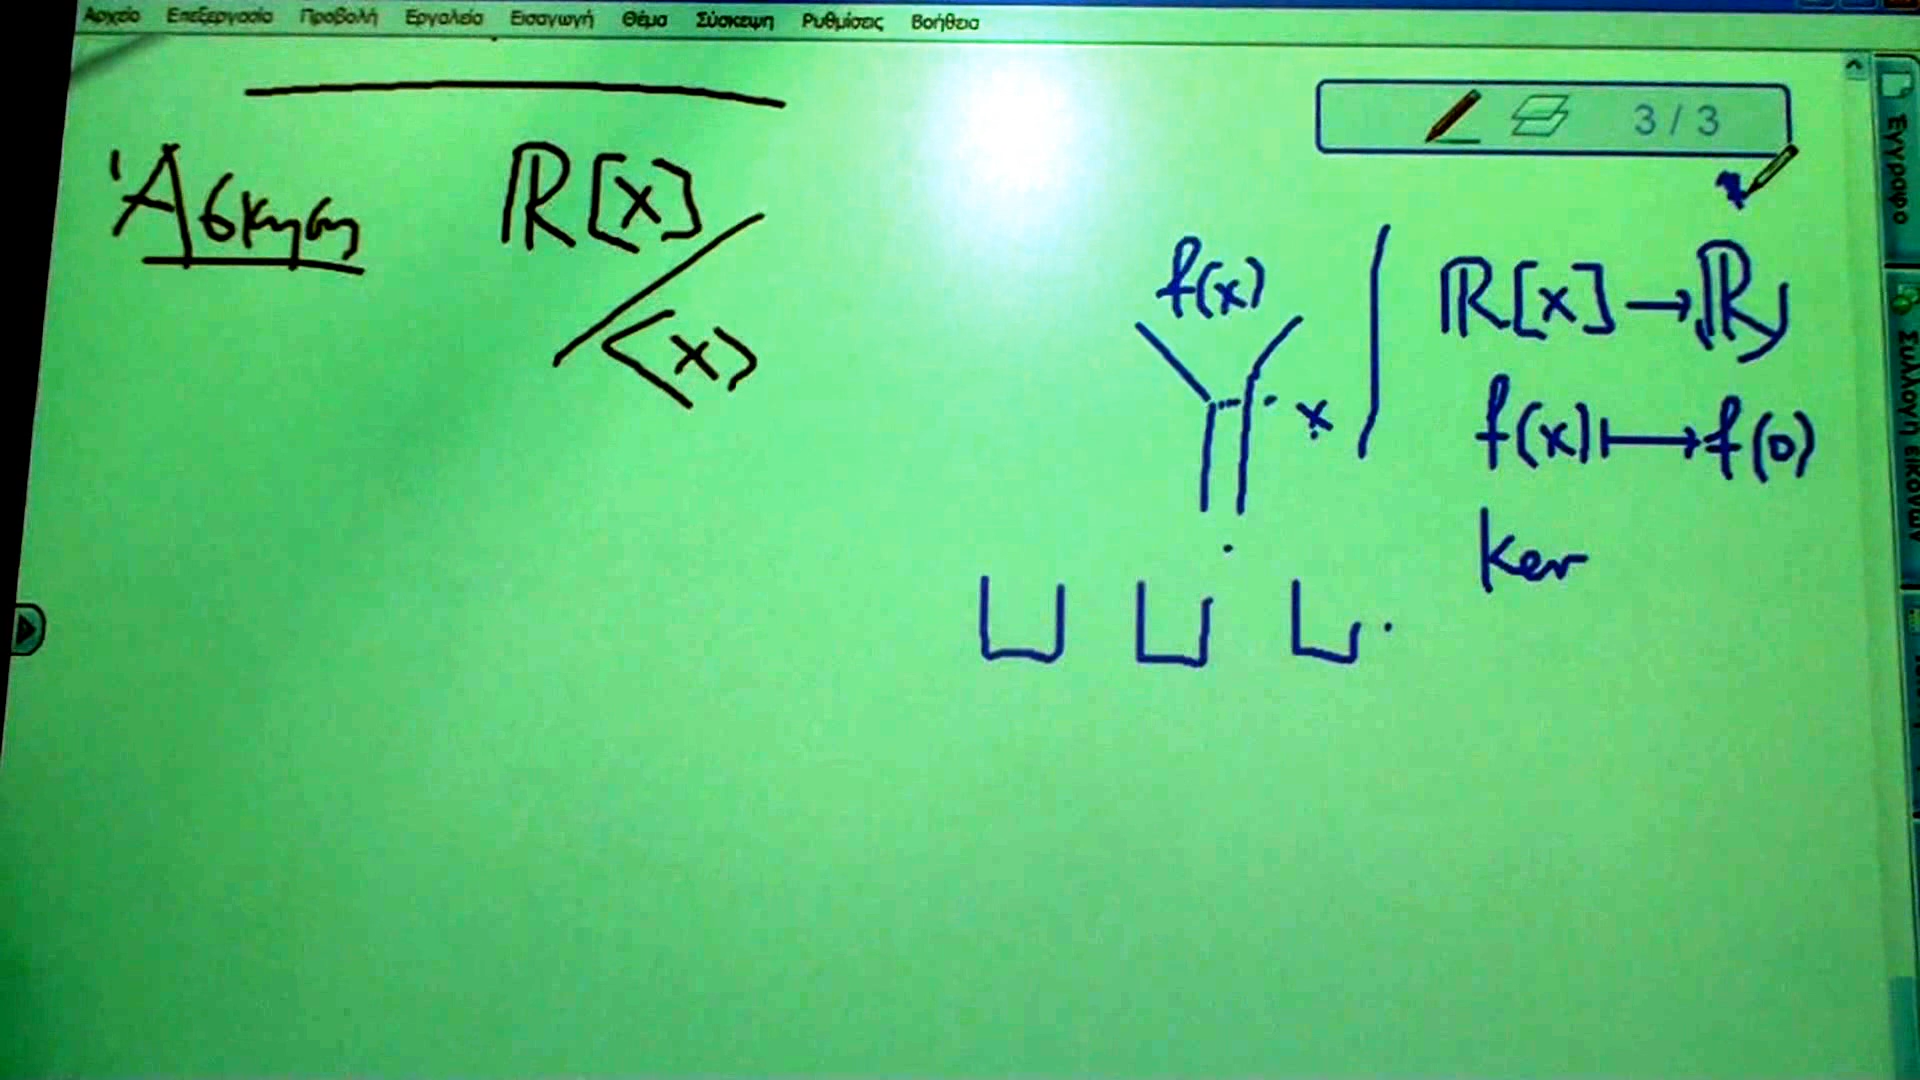 Αρχείο Επεξεργασία Προβολή Εργαλεία Εισαγωγή Θέμα Σύσκεψη Ρυθμίσεις Βοήθεια
3 / 3
Άσκηση ℝ[x]
/
<x>
f(x)
x
ℝ[x] → ℝ
f(x) ↦ f(0)
ker
Έγγραφο
Συλλογή εικόνων